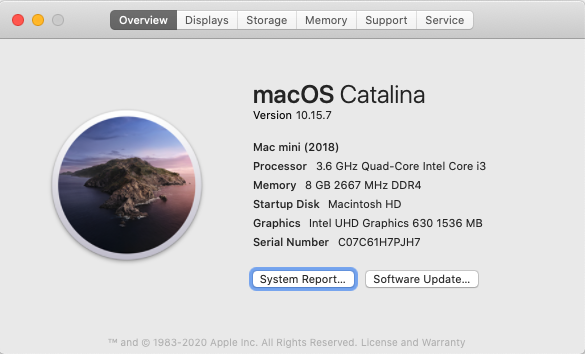 Overview Displays Storage Memory Support Service
macOS Catalina
Version 10.15.7
Mac mini (2018)
Processor 3.6 GHz Quad-Core Intel Core i3
Memory 8 GB 2667 MHz DDR4
Startup Disk Macintosh HD
Graphics Intel UHD Graphics 630 1536 MB
Serial Number C07C61H7PJH7
System Report... Software Update...
™ and © 1983-2020 Apple Inc. All Rights Reserved. License and Warranty